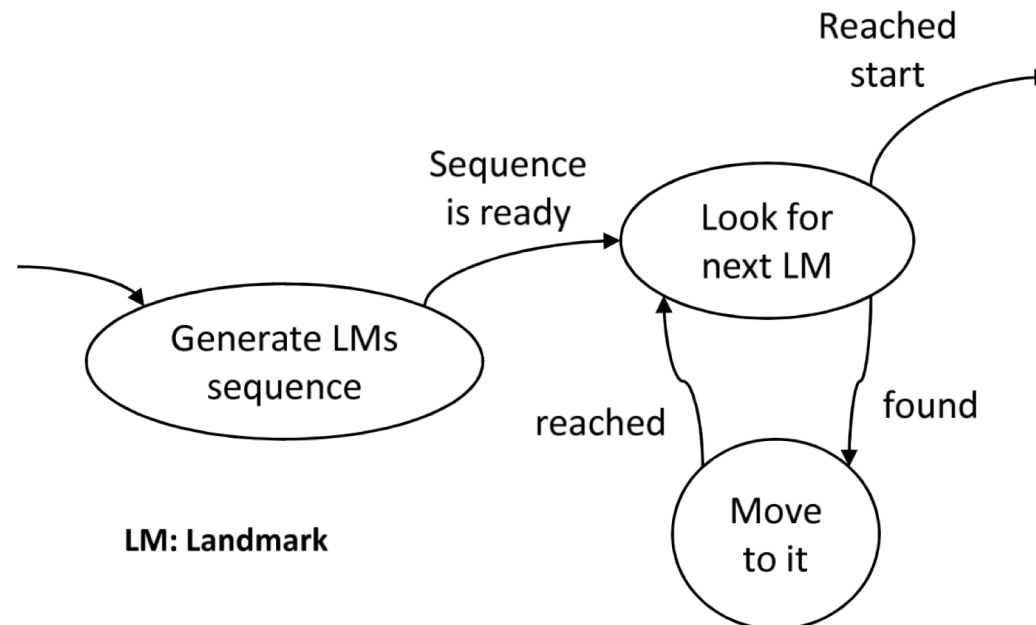 Reached
start
Sequence
is ready
Look for
next LM
Generate LMs
sequence
reached
found
Move
to it
LM: Landmark